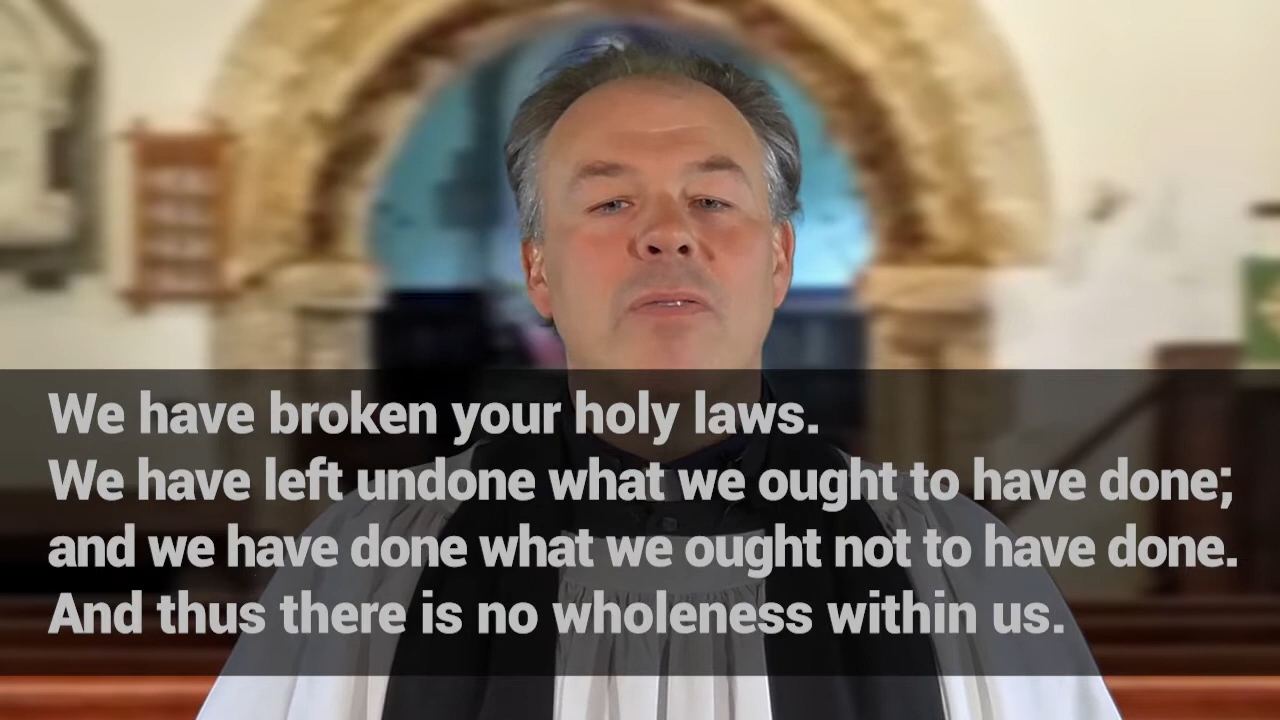 We have broken your holy laws.
We have left undone what we ought to have done;
and we have done what we ought not to have done.
And thus there is no wholeness within us.